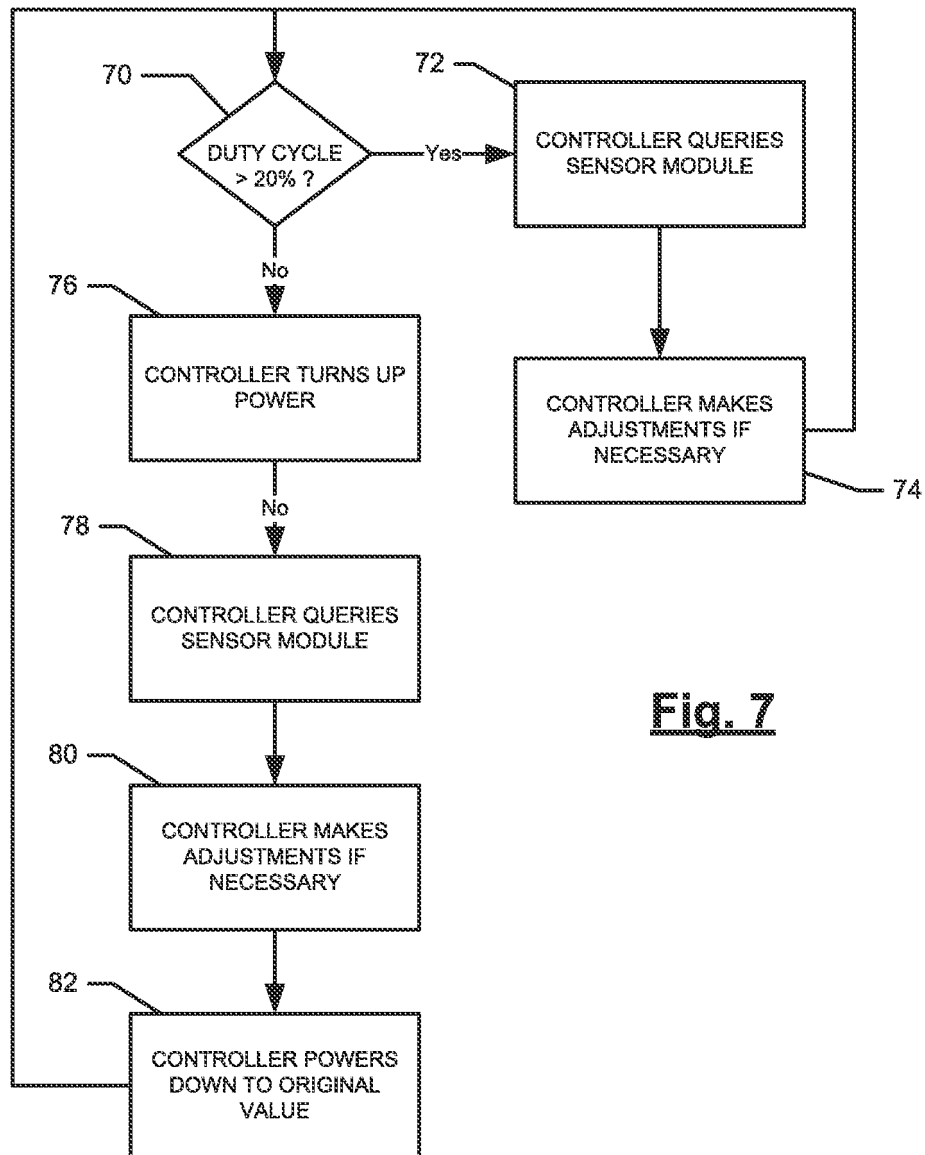 70
DUTY CYCLE
> 20% ?
Yes
72
CONTROLLER QUERIES
SENSOR MODULE
No
76
CONTROLLER TURNS UP
POWER
CONTROLLER MAKES
ADJUSTMENTS IF
NECESSARY
74
No
78
CONTROLLER QUERIES
SENSOR MODULE
Fig. 7
80
CONTROLLER MAKES
ADJUSTMENTS IF
NECESSARY
82
CONTROLLER POWERS
DOWN TO ORIGINAL
VALUE